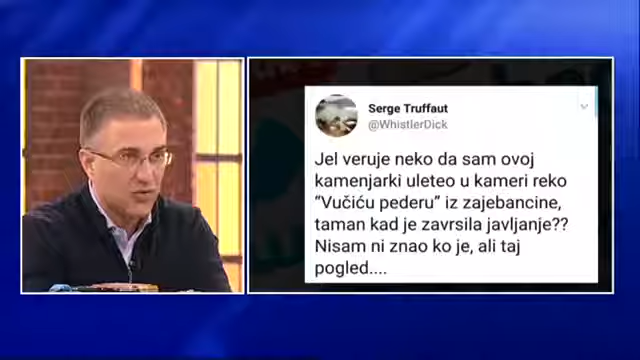 Serge Truffaut
@WhistlerDick
Jel veruje neko da sam ovoj
kamenjarki uleteo u kameri reko
“Vučiću pederu” iz zajebancine,
taman kad je zavrsila javljanje??
Nisam ni znao ko je, ali taj
pogled....